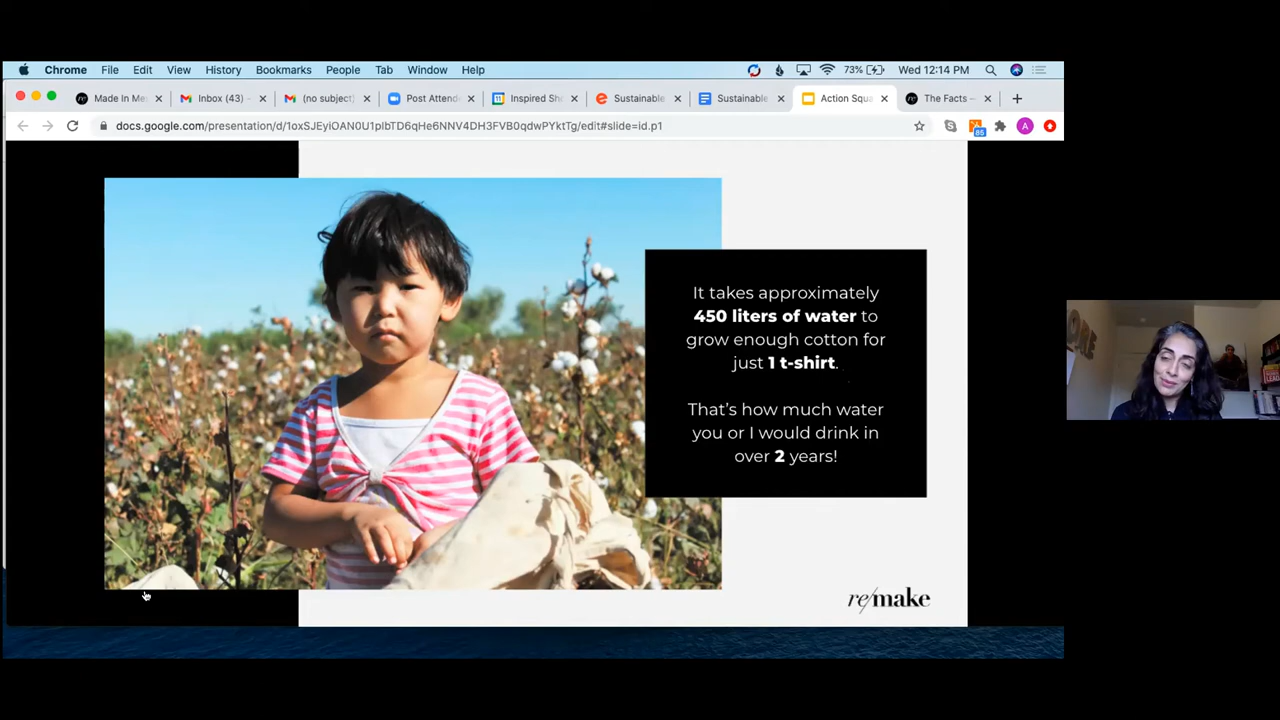 Chrome File Edit View History Bookmarks People Tab Window Help 73% Wed 12:14 PM
Made In Me Inbox (43) – (no subject) Post Attend Inspired Sh Sustainable Sustainable Action Squa The Facts —
docs.google.com/presentation/d/1oxSJEyiOAN0U1plbTD6qHe6NNV4DH3FVB0qdwPYktTg/edit#slide=id.p1
85 A
It takes approximately
450 liters of water to
grow enough cotton for
just 1 t-shirt.
That's how much water
you or I would drink in
over 2 years!
re/make